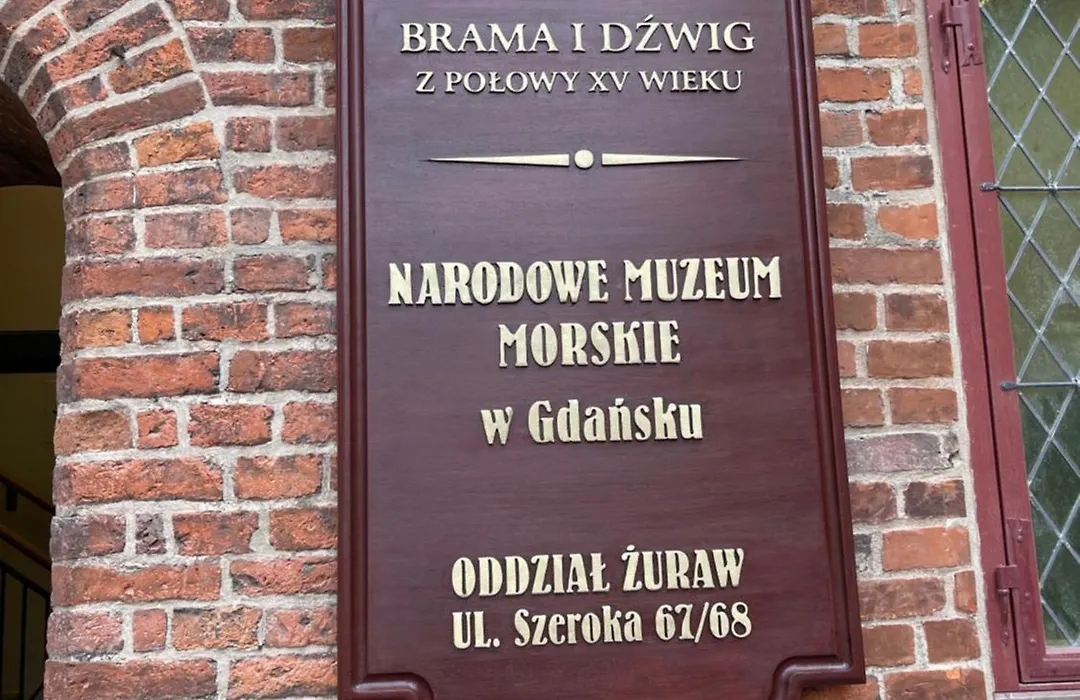 BRAMA I DŹWIG
Z POŁOWY XV WIEKU
NARODOWE MUZEUM
MORSKIE
w Gdańsku
ODDZIAŁ ŻURAW
UL. Szeroka 67/68